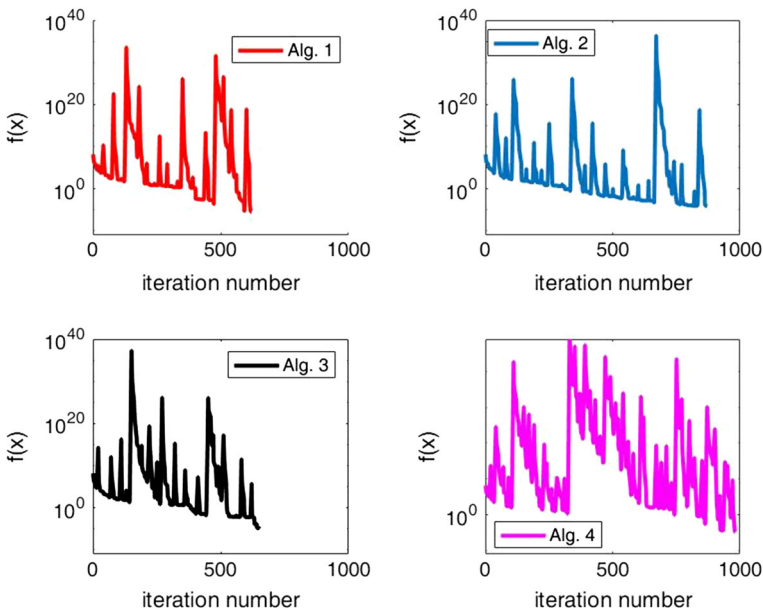 10^40
10^20
10^0
f(x)
Alg. 1
0 500 1000
iteration number
10^40
10^20
10^0
f(x)
Alg. 2
0 500 1000
iteration number
10^40
10^20
10^0
f(x)
Alg. 3
0 500 1000
iteration number
10^0
f(x)
Alg. 4
0 500 1000
iteration number